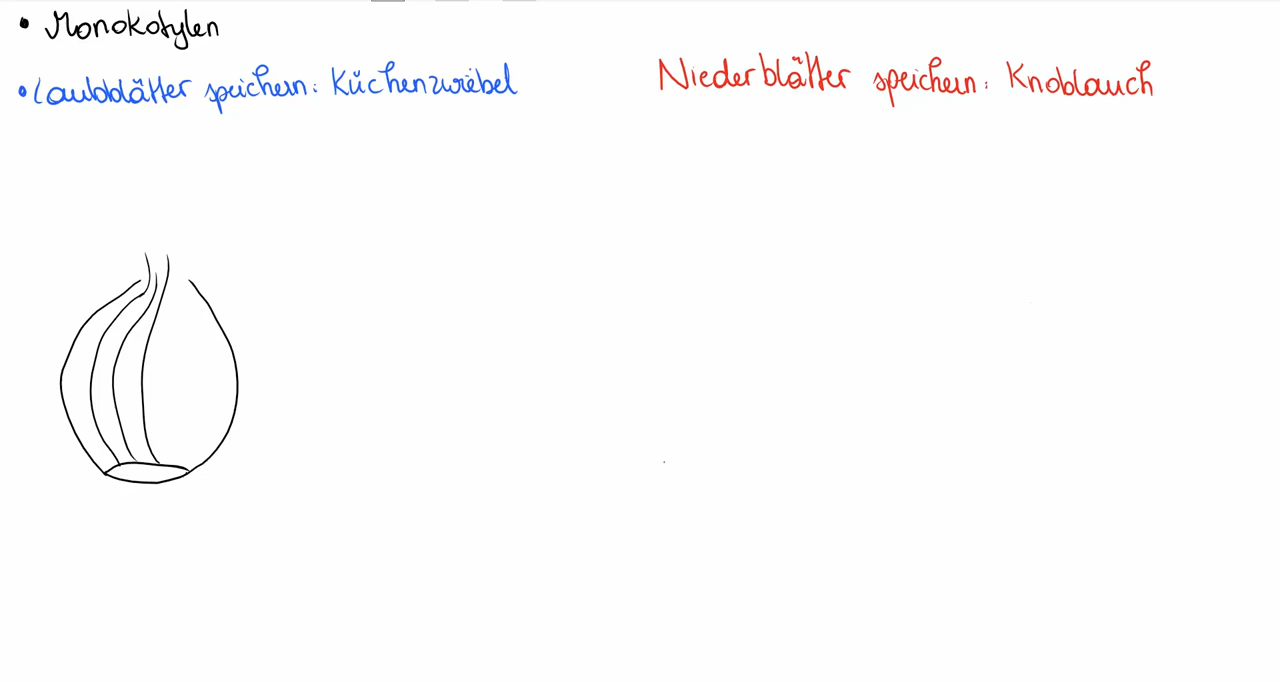 • Monokotylen
• Laubblätter speichern: Küchenzwiebel
Niederblätter speichern: Knoblauch